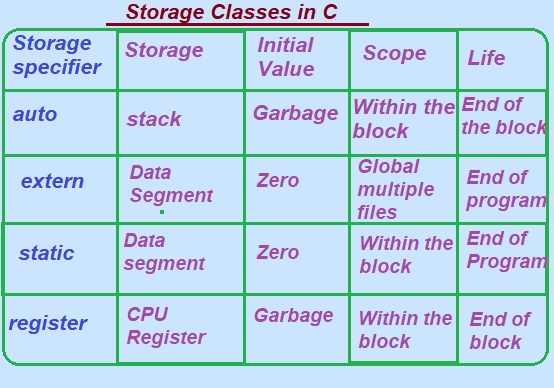 Storage Classes in C
Storage specifier Storage Initial Value Scope Life
auto stack Garbage Within the block End of the block
extern Data Segment Zero Global multiple files End of program
static Data segment Zero Within the block End of Program
register CPU Register Garbage Within the block End of block